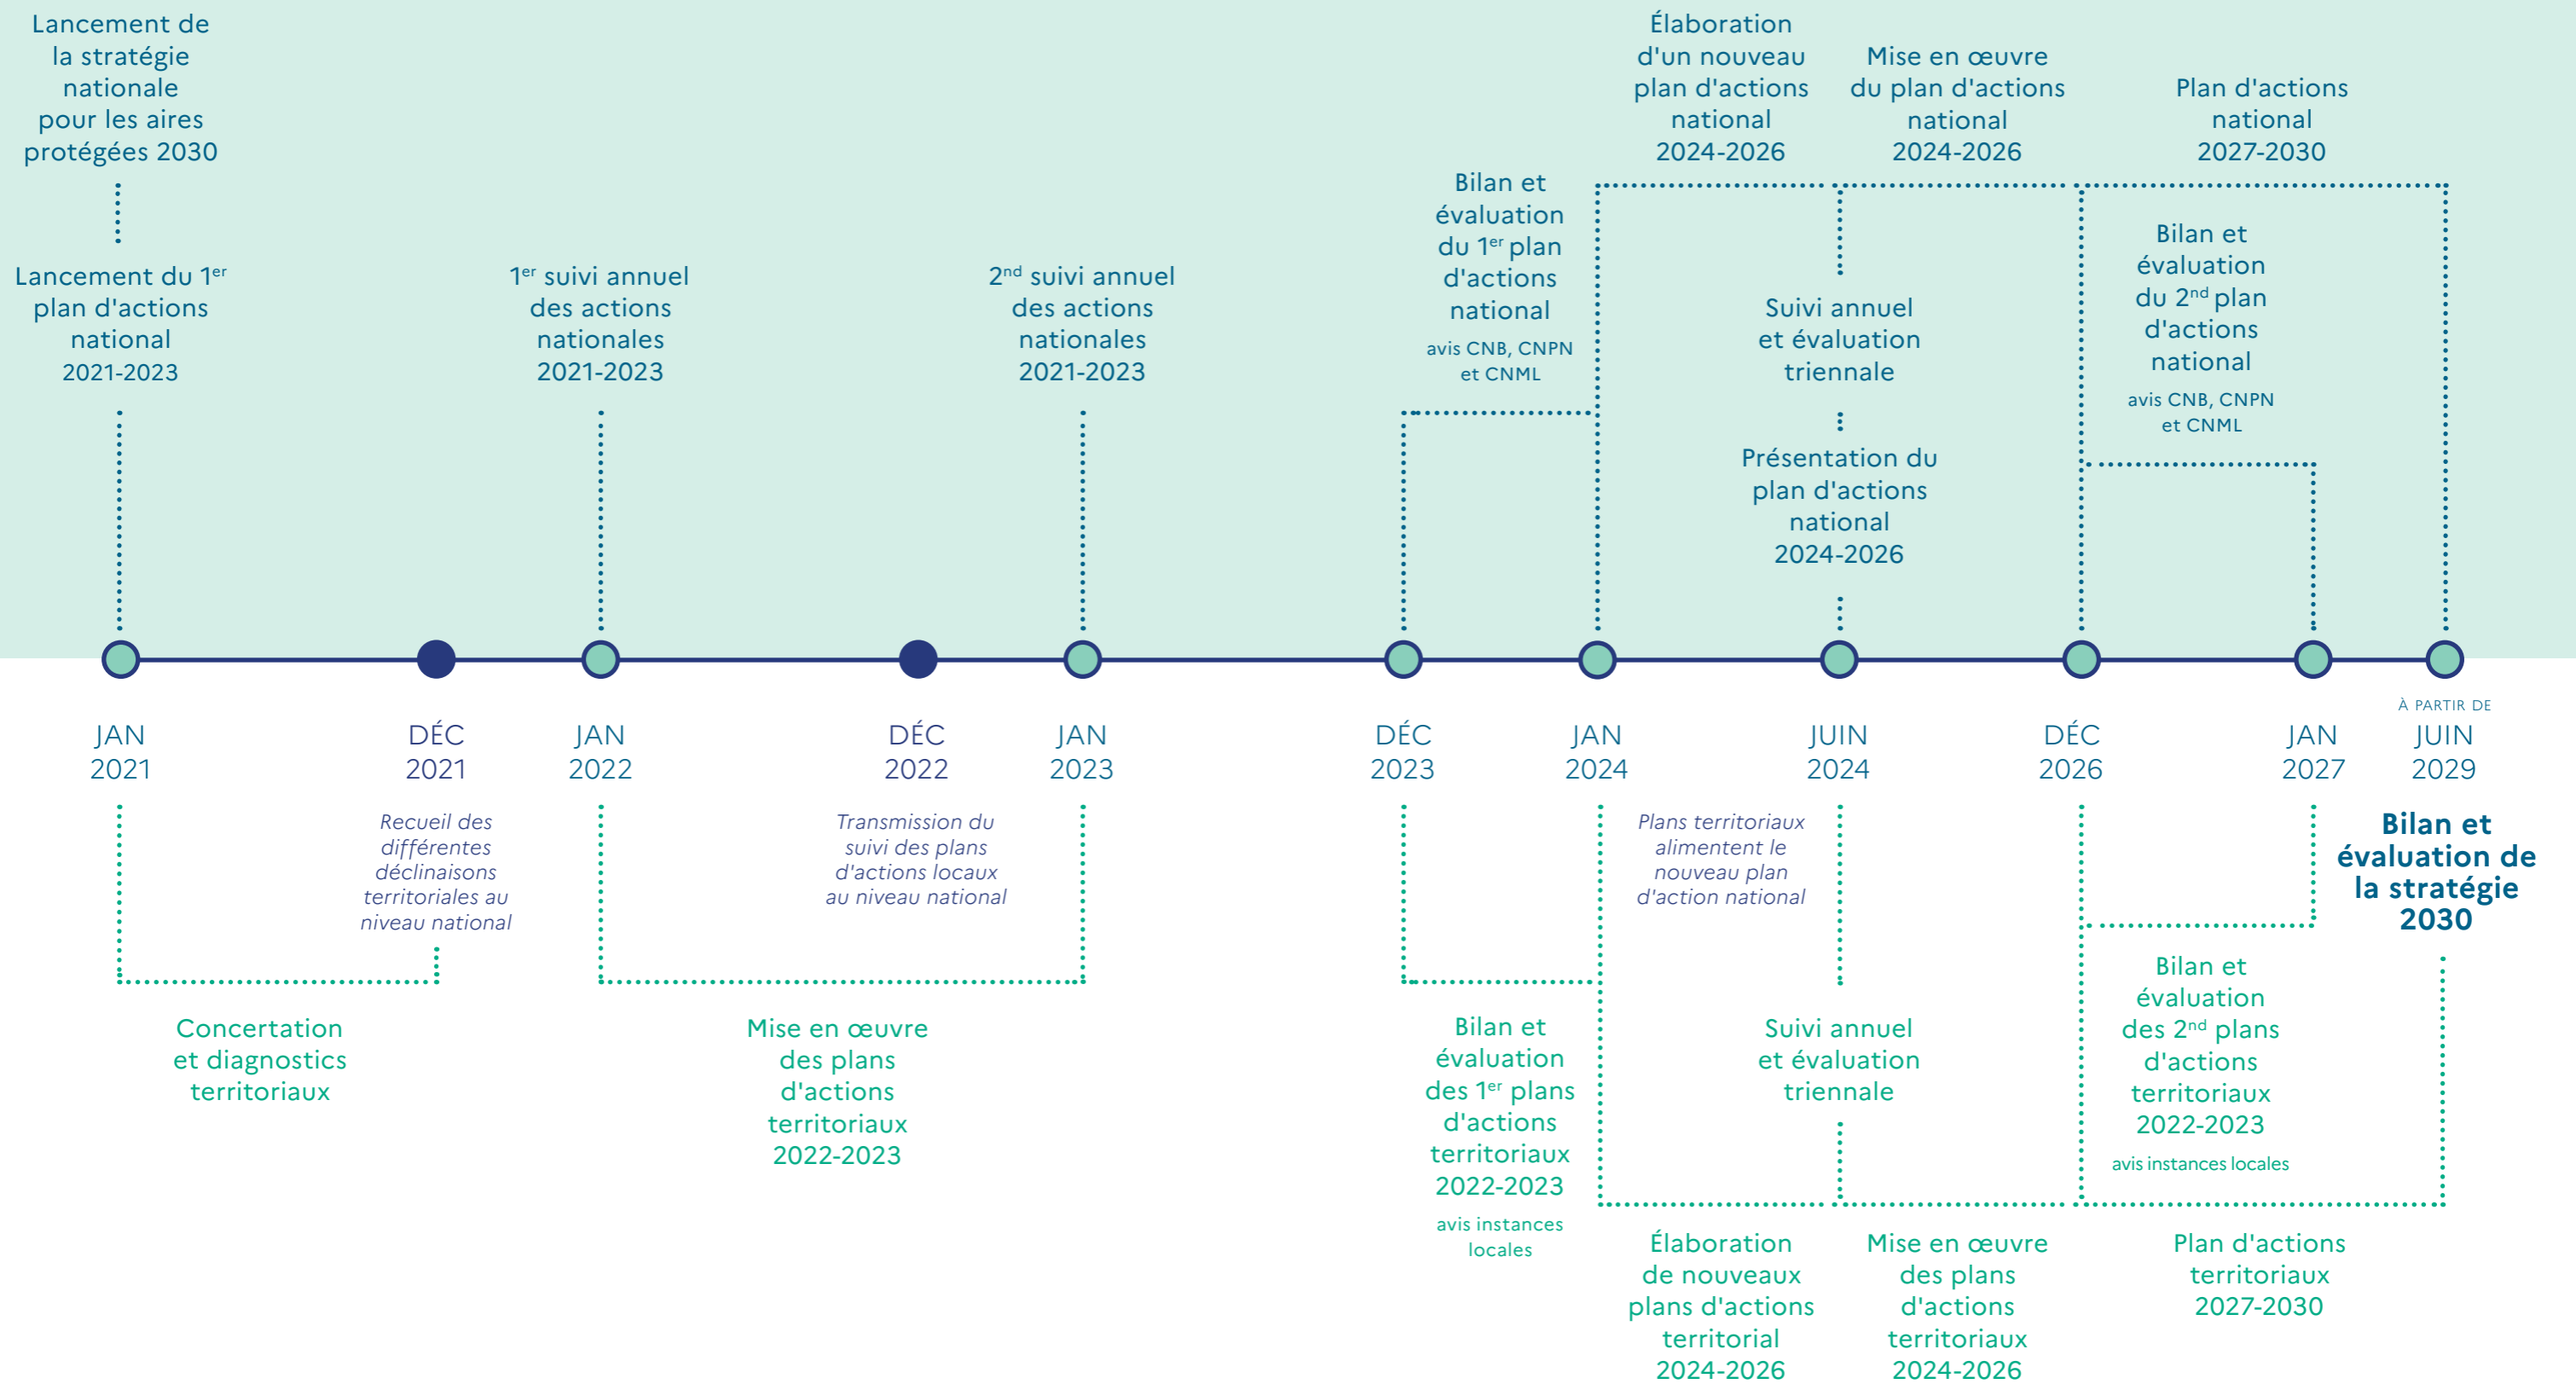 Lancement de
la stratégie
nationale
pour les aires
protégées 2030
Lancement du 1er
plan d'actions
national
2021-2023
1er suivi annuel
des actions
nationales
2021-2023
2nd suivi annuel
des actions
nationales
2021-2023
Bilan et
évaluation
du 1er plan
d'actions
national
avis CNB, CNPN
et CNML
Élaboration
d'un nouveau
plan d'actions
national
2024-2026
Mise en œuvre
du plan d'actions
national
2024-2026
Plan d'actions
national
2027-2030
Suivi annuel
et évaluation
triennale
Présentation du
plan d'actions
national
2024-2026
Bilan et
évaluation
du 2nd plan
d'actions
national
avis CNB, CNPN
et CNML
JAN
2021
DÉC
2021
JAN
2022
DÉC
2022
JAN
2023
DÉC
2023
JAN
2024
JUIN
2024
DÉC
2026
JAN
2027
À PARTIR DE
JUIN
2029
Recueil des
différentes
déclinaisons
territoriales au
niveau national
Transmission du
suivi des plans
d'actions locaux
au niveau national
Plans territoriaux
alimentent le
nouveau plan
d'action national
Bilan et
évaluation de
la stratégie
2030
Concertation
et diagnostics
territoriaux
Mise en œuvre
des plans
d'actions
territoriaux
2022-2023
Bilan et
évaluation
des 1er plans
d'actions
territoriaux
2022-2023
avis instances
locales
Suivi annuel
et évaluation
triennale
Bilan et
évaluation
des 2nd plans
d'actions
territoriaux
2022-2023
avis instances locales
Élaboration
de nouveaux
plans d'actions
territorial
2024-2026
Mise en œuvre
des plans
d'actions
territoriaux
2024-2026
Plan d'actions
territoriaux
2027-2030